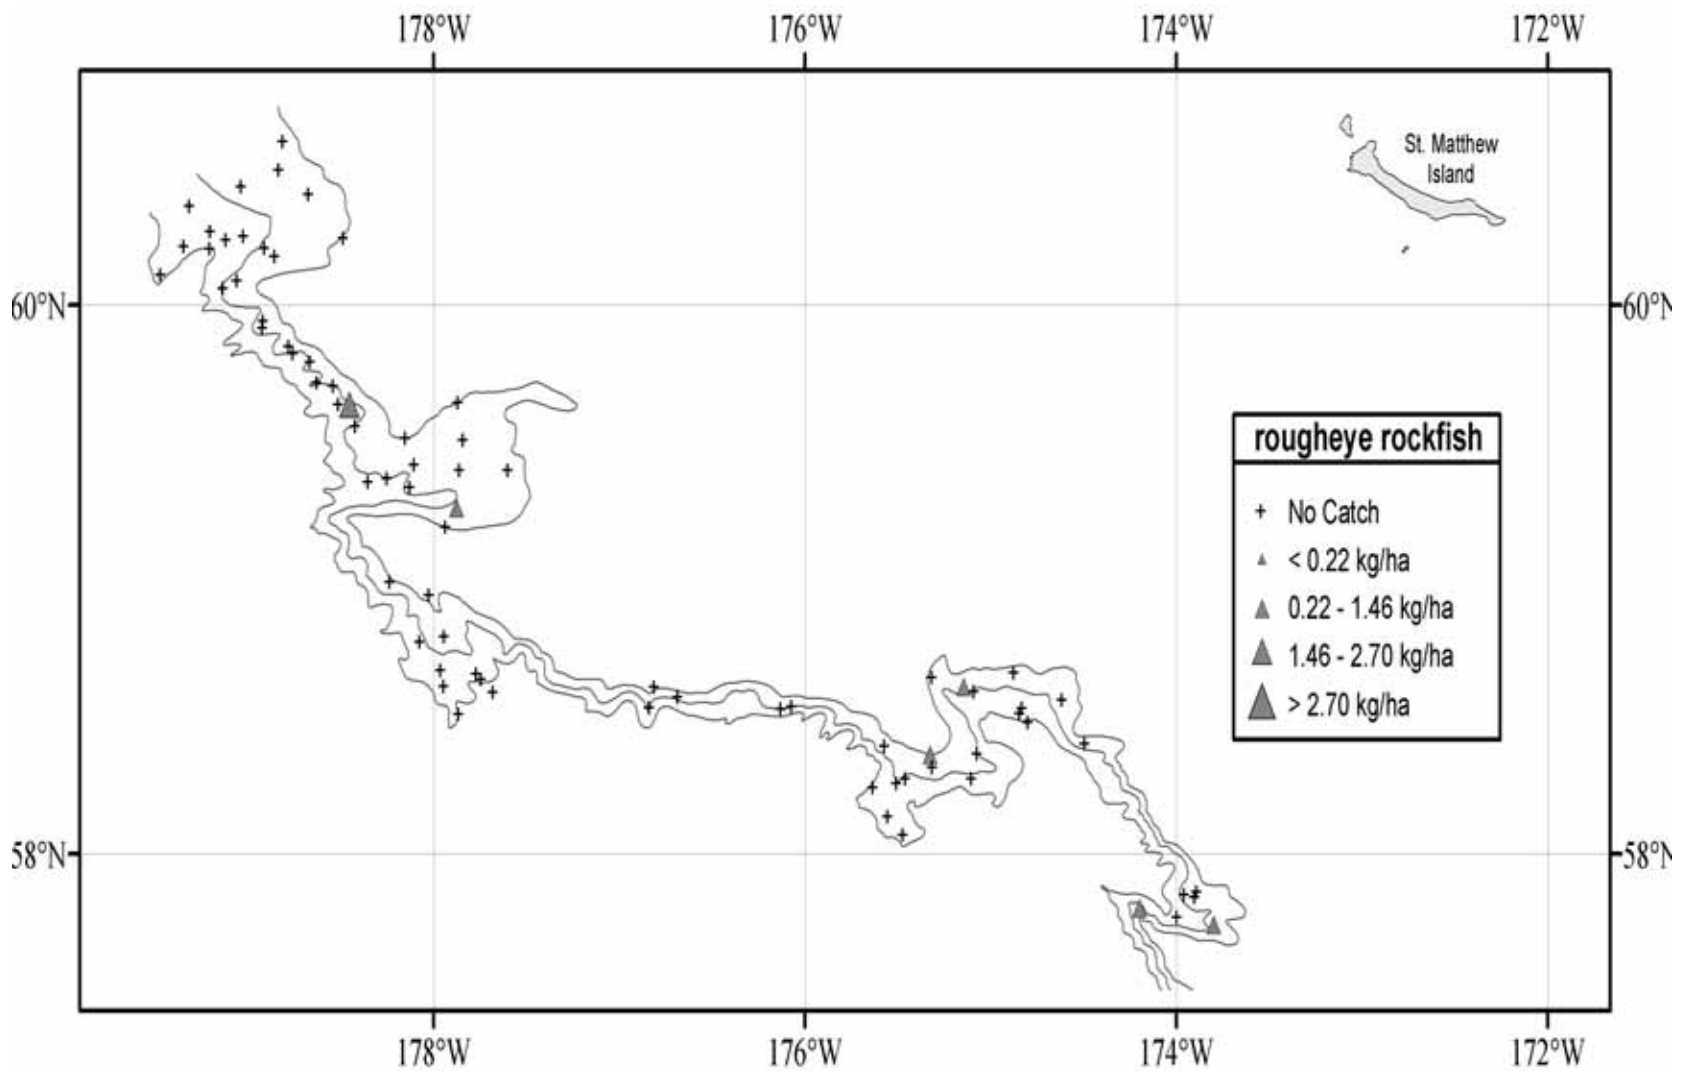 178°W 176°W 174°W 172°W
St. Matthew
Island
60°N 60°N
rougheye rockfish
No Catch
< 0.22 kg/ha
0.22 - 1.46 kg/ha
1.46 - 2.70 kg/ha
> 2.70 kg/ha
58°N 58°N
178°W 176°W 174°W 172°W